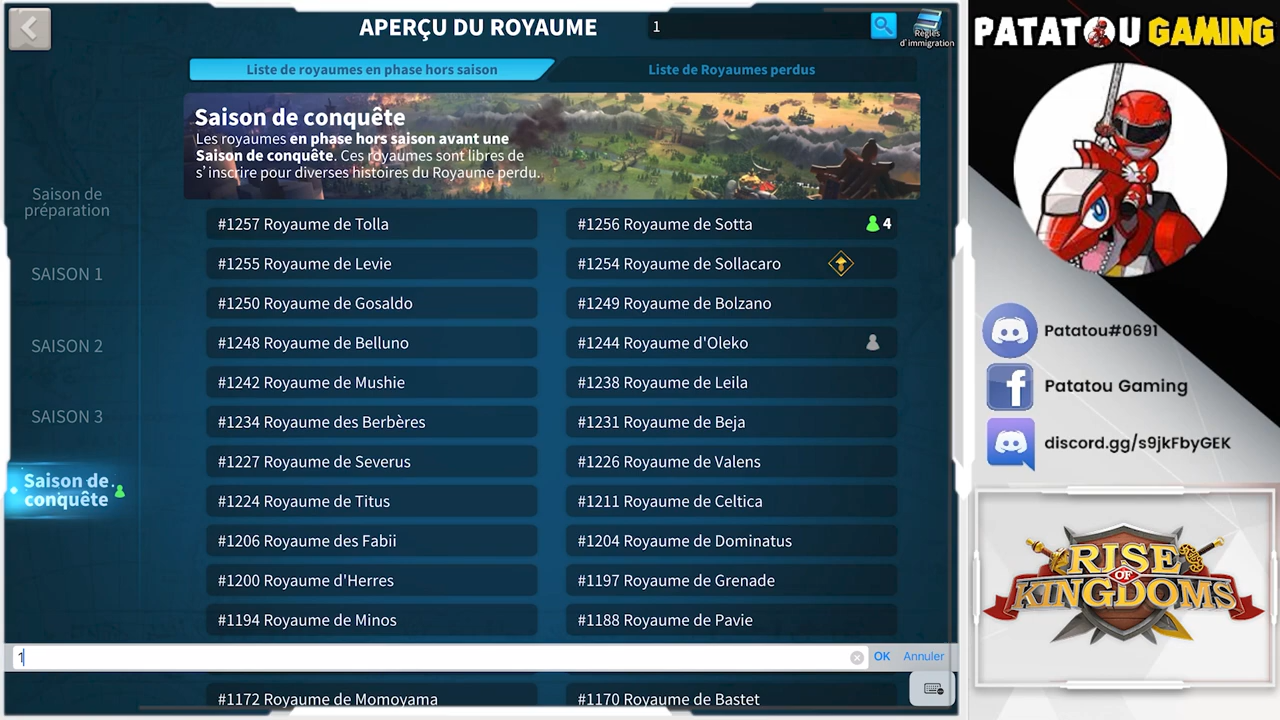 APERÇU DU ROYAUME
1
Règles
d'immigration
Liste de royaumes en phase hors saison
Liste de Royaumes perdus
Saison de conquête
Les royaumes en phase hors saison avant une
Saison de conquête. Ces royaumes sont libres de
s'inscrire pour diverses histoires du Royaume perdu.
Saison de
préparation
SAISON 1
SAISON 2
SAISON 3
Saison de
conquête
#1257 Royaume de Tolla
#1256 Royaume de Sotta
4
#1255 Royaume de Levie
#1254 Royaume de Sollacaro
#1250 Royaume de Gosaldo
#1249 Royaume de Bolzano
#1248 Royaume de Belluno
#1244 Royaume d'Oleko
#1242 Royaume de Mushie
#1238 Royaume de Leila
#1234 Royaume des Berbères
#1231 Royaume de Beja
#1227 Royaume de Severus
#1226 Royaume de Valens
#1224 Royaume de Titus
#1211 Royaume de Celtica
#1206 Royaume des Fabii
#1204 Royaume de Dominatus
#1200 Royaume d'Herres
#1197 Royaume de Grenade
#1194 Royaume de Minos
#1188 Royaume de Pavie
1
OK
Annuler
#1172 Royaume de Momoyama
#1170 Royaume de Bastet
PATATOU GAMING
Patatou#0691
Patatou Gaming
discord.gg/s9jkFbyGEK
RISE
OF
KINGDOMS